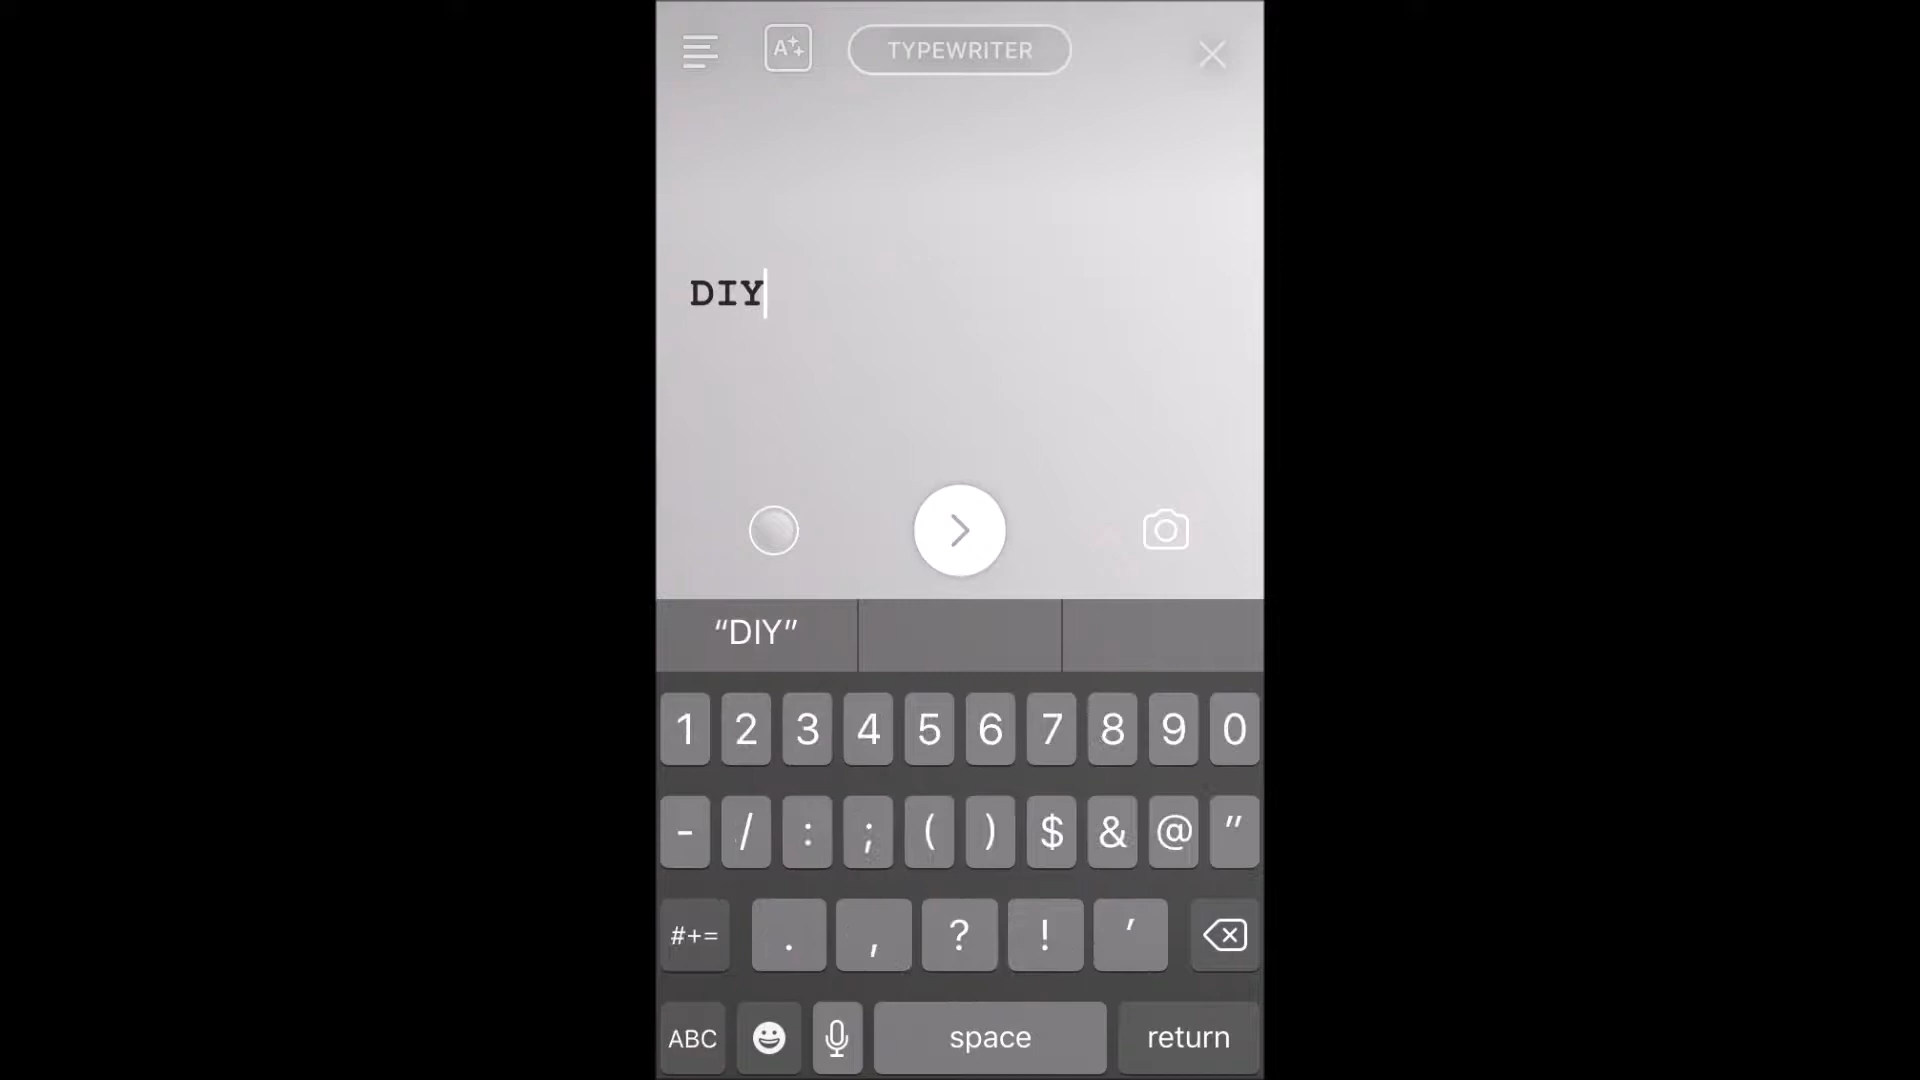 A
TYPEWRITER
DIY
“DIY”
1 2 3 4 5 6 7 8 9 0
- / : ; ( ) $ & @ "
#+= . , ? ! '
ABC space return